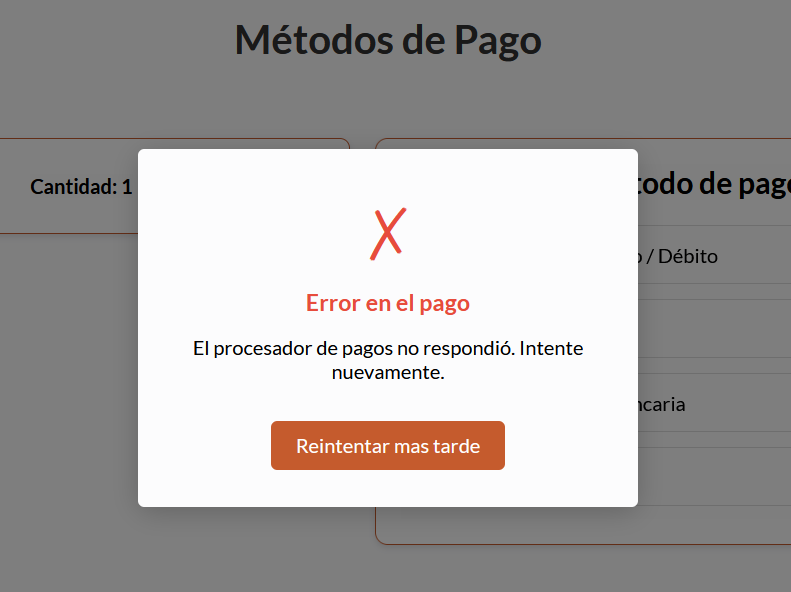 Métodos de Pago
Cantidad: 1
todo de pago
/ Débito
ncaria
Error en el pago
El procesador de pagos no respondió. Intente
nuevamente.
Reintentar mas tarde